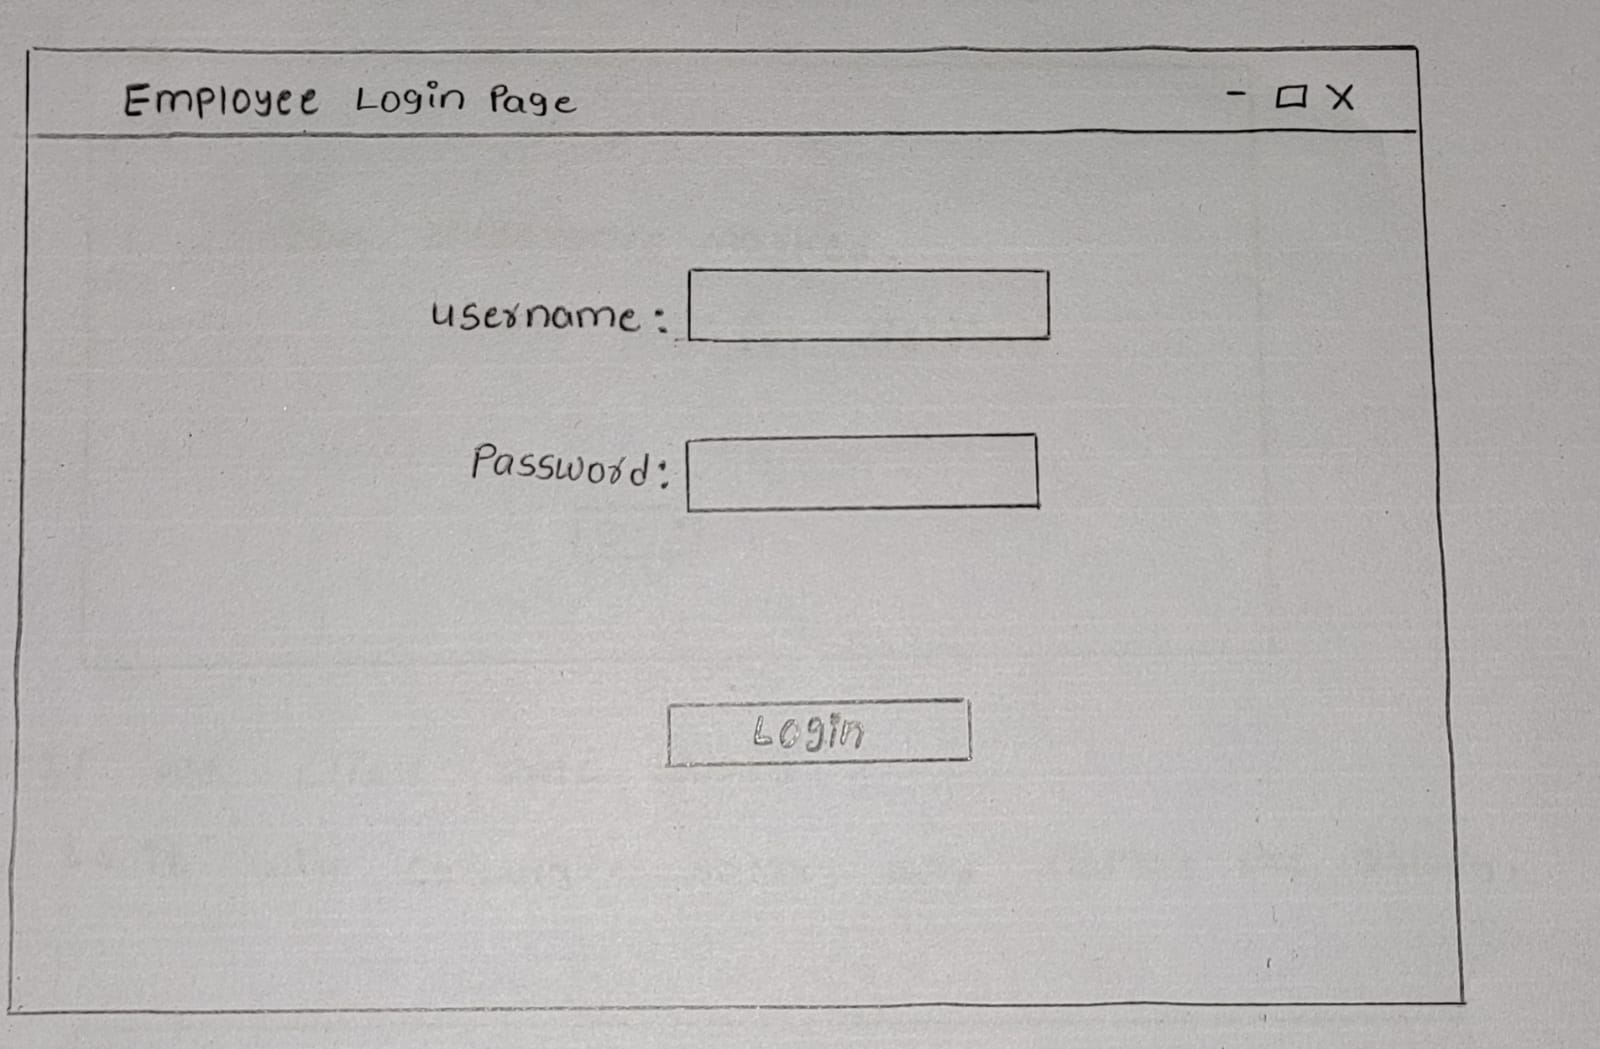 Employee Login Page - □ X
username:
Password:
Login